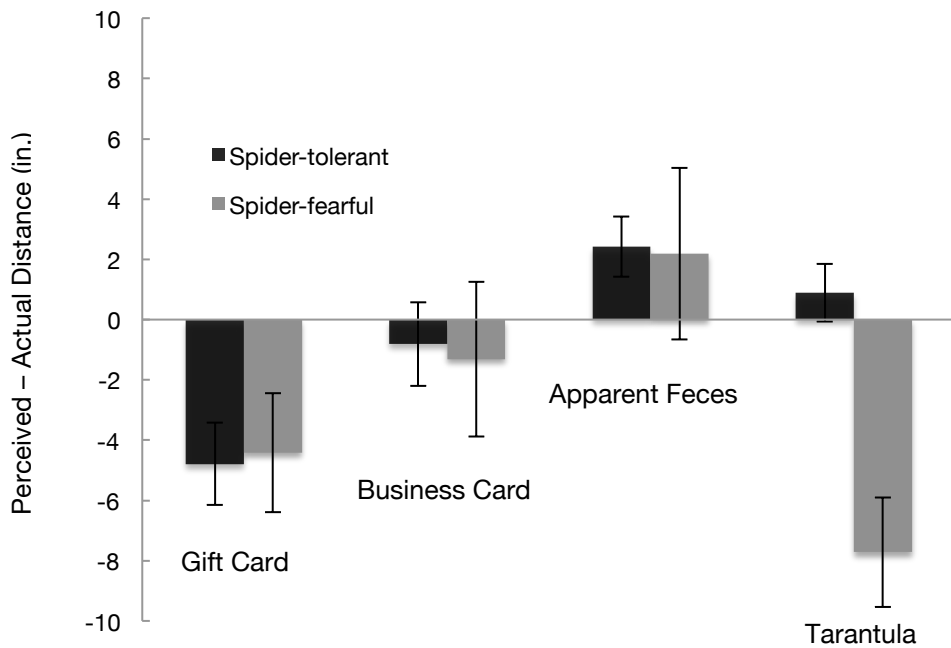 Perceived – Actual Distance (in.)
10
8
6
4
2
0
-2
-4
-6
-8
-10
Spider-tolerant
Spider-fearful
Gift Card
Business Card
Apparent Feces
Tarantula